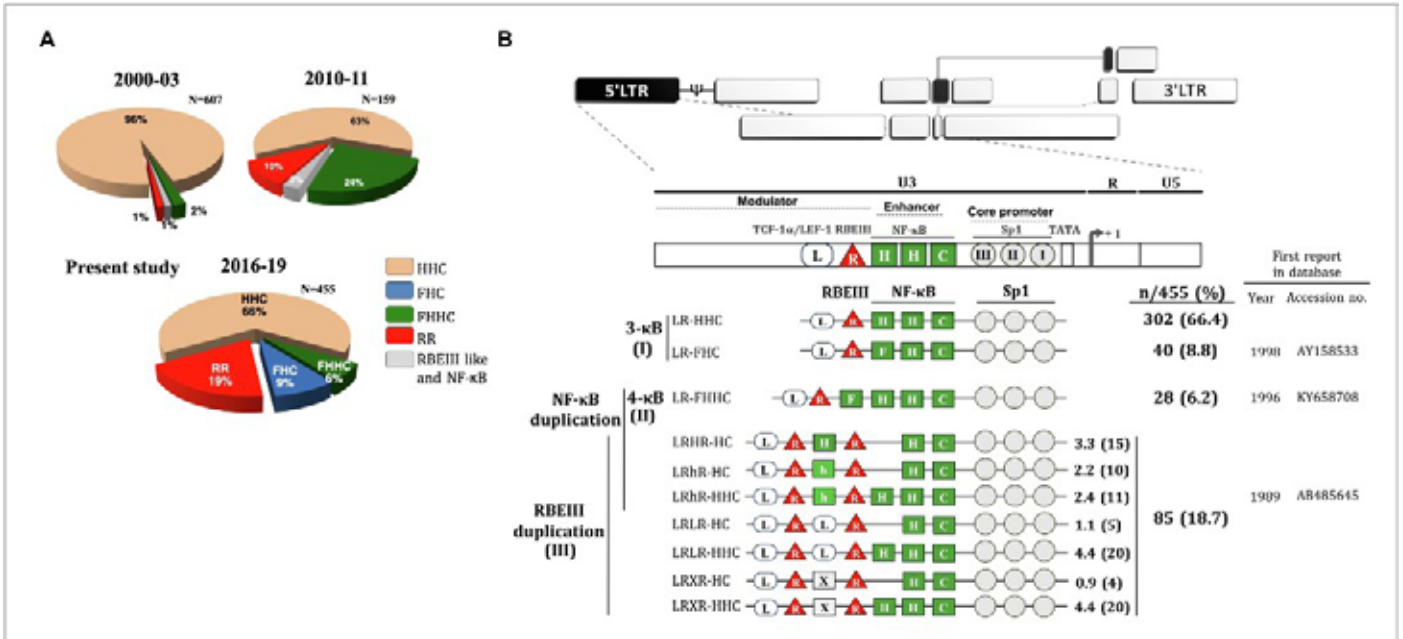 A
2000-03
N=607
96%
1%
1%
2%
2010-11
N=159
63%
10%
24%
Present study
2016-19
N=455
HHC
66%
RR
19%
FHC
9%
FHHC
6%
HHC
FHC
FHHC
RR
RBEIII like
and NF-κB
B
5'LTR
Ψ
3'LTR
U3
R
U5
Modulator
Enhancer
Core promoter
TCF-1α/LEF-1 RBEIII
NF-κB
Sp1
TATA
L R H H C III II I +1
First report
in database
RBEIII NF-κB Sp1
n/455 (%)
Year Accession no.
3-κB
(I)
LR-HHC L R H H C 302 (66.4)
LR-FHC L R F H C 40 (8.8) 1998 AY158533
NF-κB
duplication
4-κB
(II)
LR-FHHC L R F H H C 28 (6.2) 1996 KY658708
RBEIII
duplication
(III)
LRHR-HC L R H R H C 3.3 (15)
LRhR-HC L R h R H C 2.2 (10)
LRhR-HHC L R h R H H C 2.4 (11)
LRLR-HC L R L R H C 1.1 (5)
LRLR-HHC L R L R H H C 4.4 (20)
LRXR-HC L R X R H C 0.9 (4)
LRXR-HHC L R X R H H C 4.4 (20)
85 (18.7) 1989 AB485645